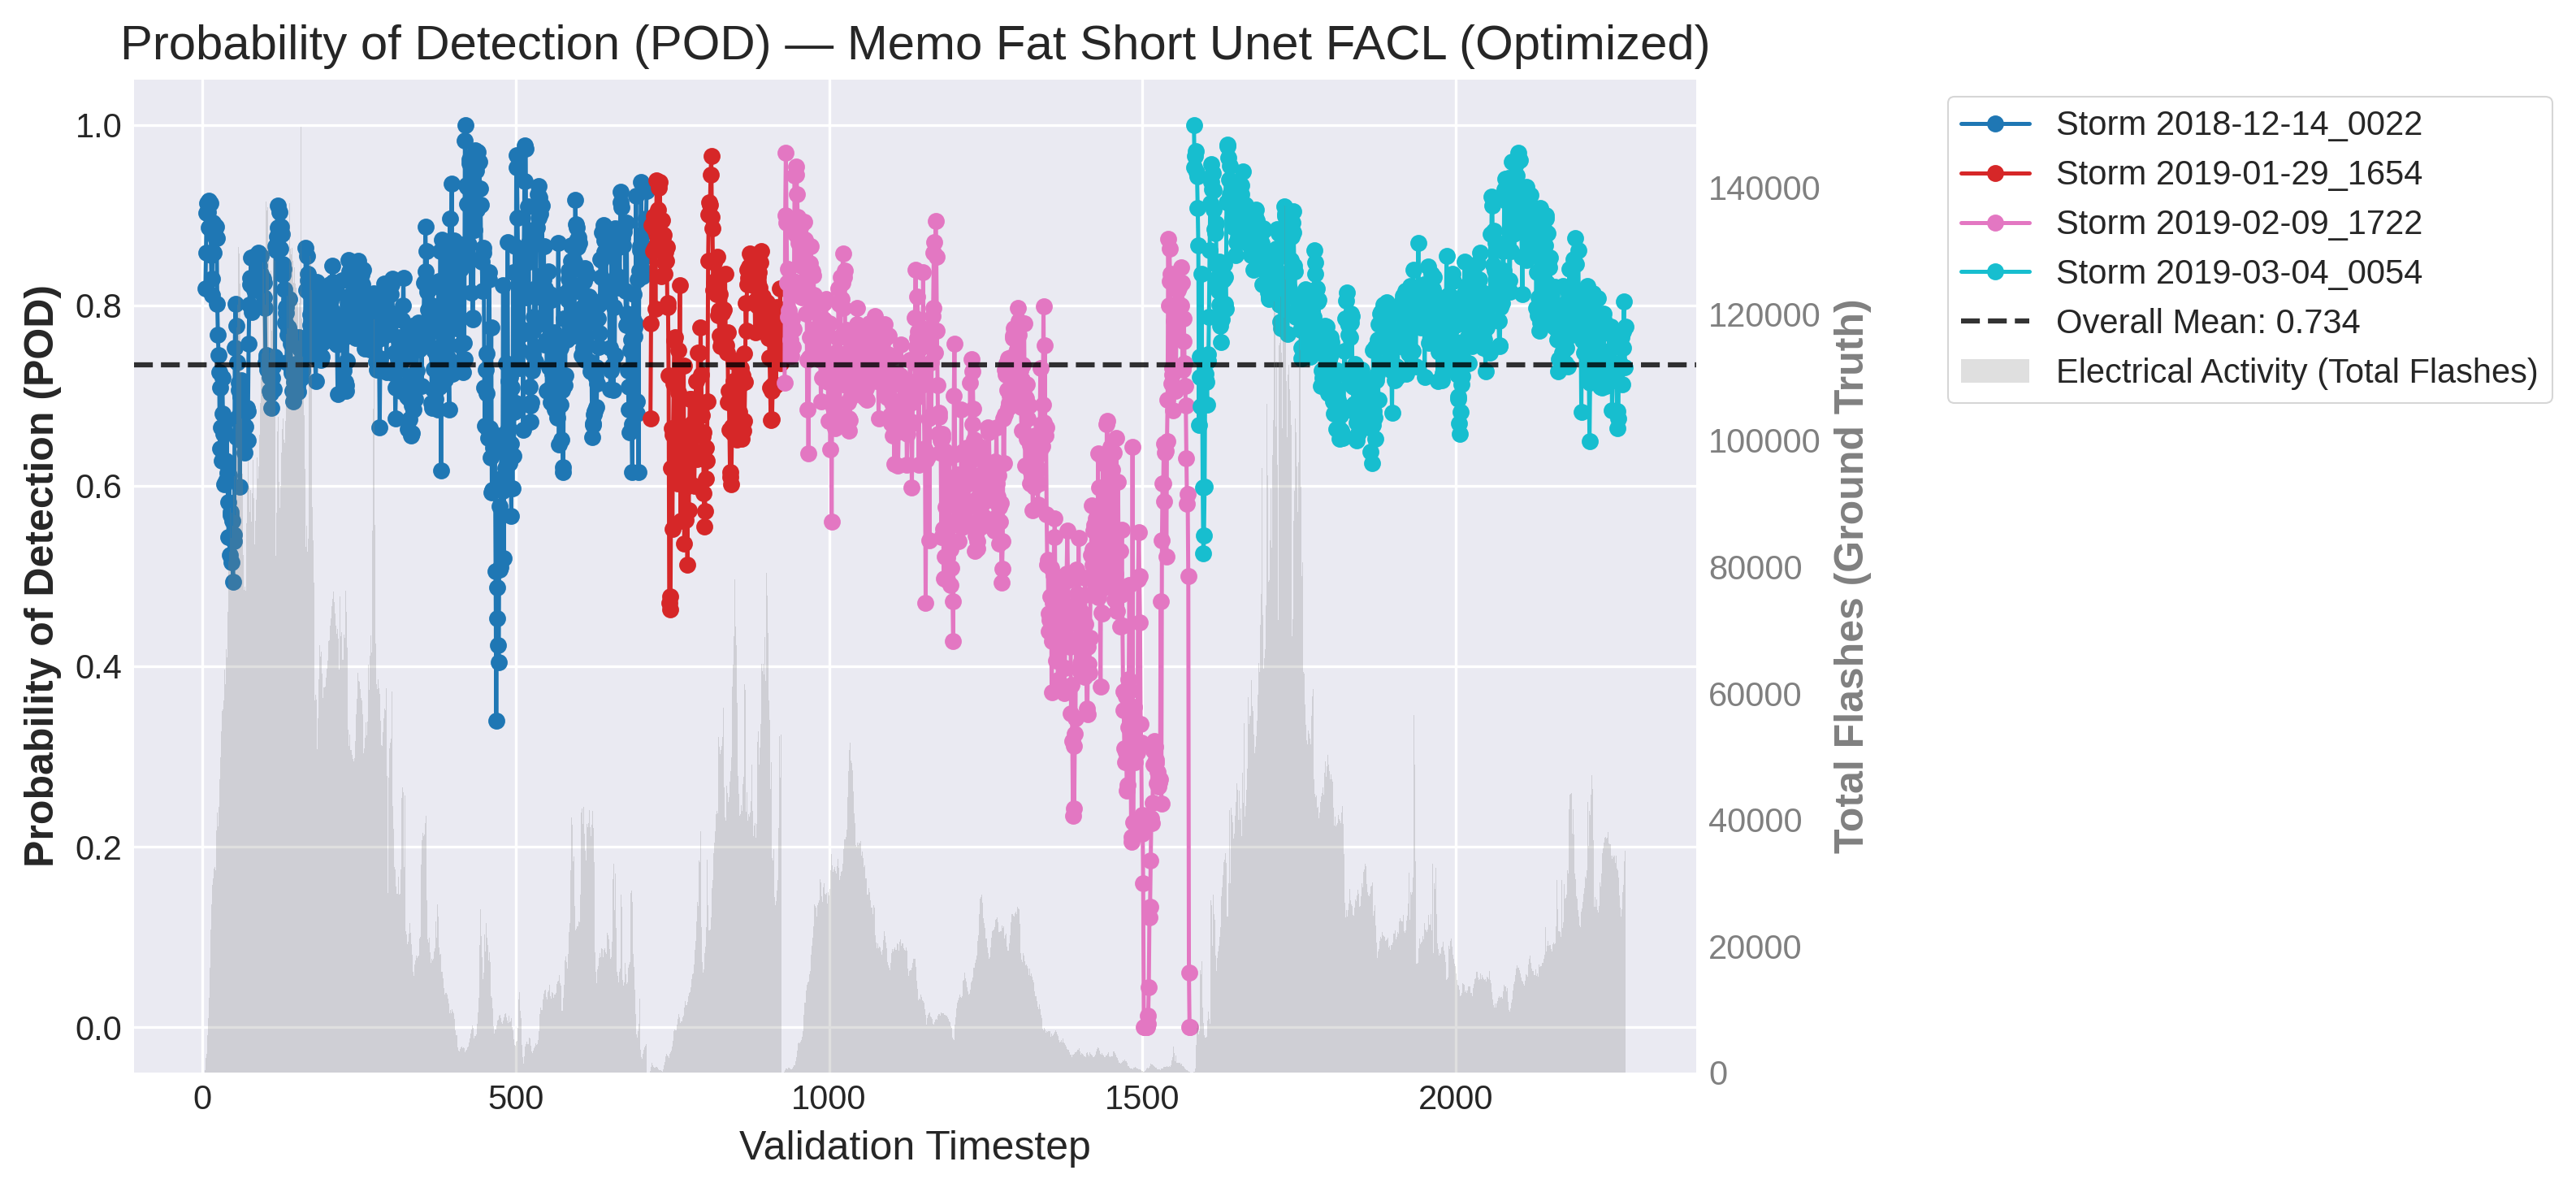 Probability of Detection (POD) — Memo Fat Short Unet FACL (Optimized)
Probability of Detection (POD)
1.0
0.8
0.6
0.4
0.2
0.0
0
500
1000
1500
2000
Validation Timestep
140000
120000
100000
80000
60000
40000
20000
0
Total Flashes (Ground Truth)
Storm 2018-12-14_0022
Storm 2019-01-29_1654
Storm 2019-02-09_1722
Storm 2019-03-04_0054
Overall Mean: 0.734
Electrical Activity (Total Flashes)